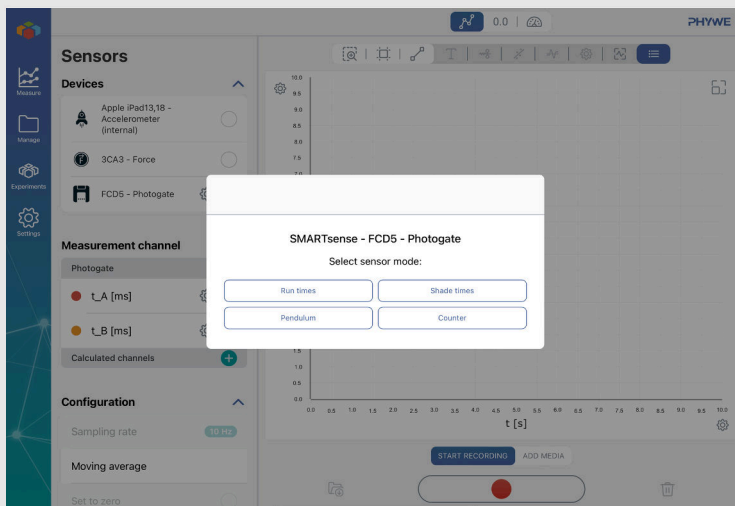 0.0
PHYWE
Sensors
Devices
Apple iPad13,18 -
Accelerometer
(internal)
3CA3 - Force
FCD5 - Photogate
Measurement channel
Photogate
t_A [ms]
t_B [ms]
Calculated channels
Configuration
Sampling rate
10 Hz
Moving average
Set to zero
Measure
Manage
Experiments
Settings
T
10.0
9.5
9.0
8.5
8.0
7.5
7.0
SMARTsense - FCD5 - Photogate
Select sensor mode:
Run times
Shade times
Pendulum
Counter
1.5
1.0
0.5
0.0
0.0 0.5 1.0 1.5 2.0 2.5 3.0 3.5 4.0 4.5 5.0 5.5 6.0 6.5 7.0 7.5 8.0 8.5 9.0 9.5 10.0
t [s]
START RECORDING
ADD MEDIA